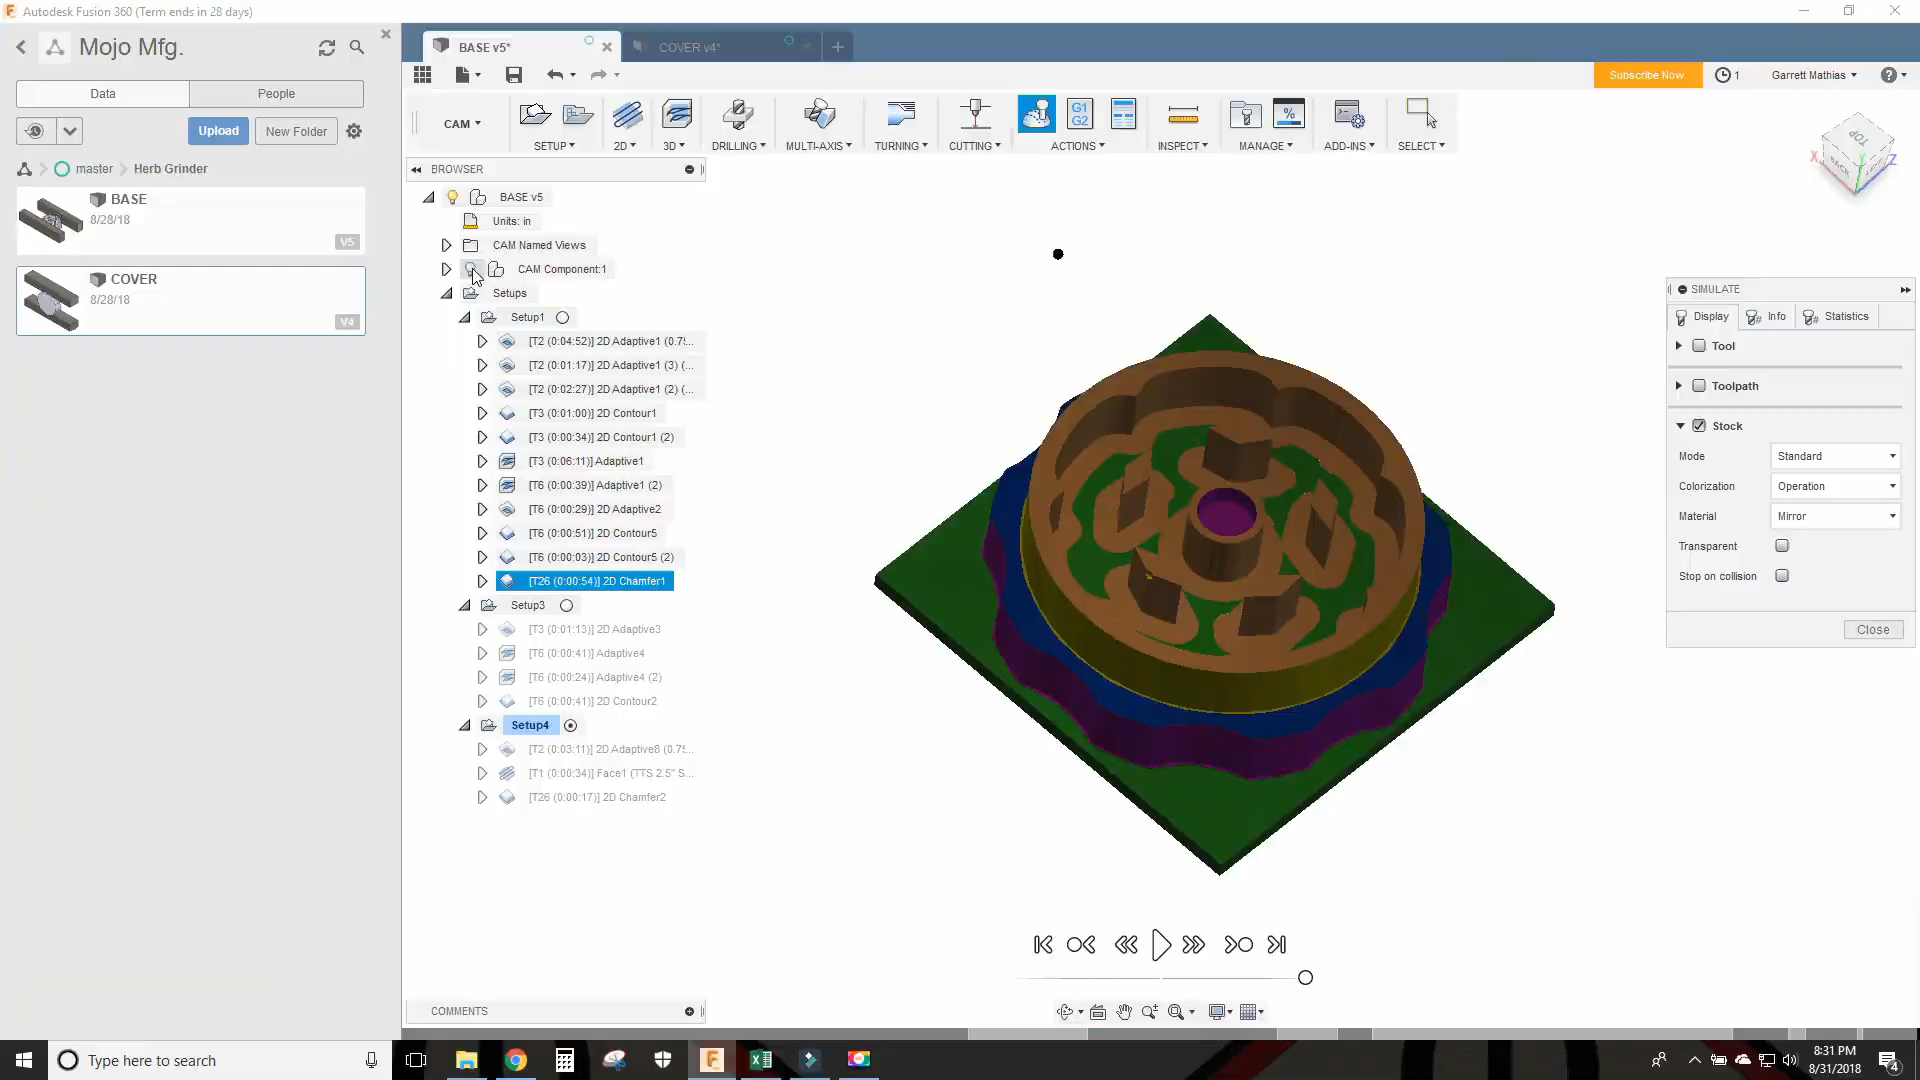 Autodesk Fusion 360 (Term ends in 28 days)
Mojo Mfg.
Data
People
Upload
New Folder
master
Herb Grinder
BASE
8/28/18
V5
COVER
8/28/18
V4
BASE v5*
COVER v4*
Subscribe Now
1
Garrett Mathias
CAM
SETUP
2D
3D
DRILLING
MULTI-AXIS
TURNING
CUTTING
G1
G2
ACTIONS
INSPECT
%
MANAGE
ADD-INS
SELECT
TOP
BACK
X
Y
Z
BROWSER
BASE v5
Units: in
CAM Named Views
CAM Component:1
Setups
Setup1
[T2 (0:04:52)] 2D Adaptive1 (0.7!...
[T2 (0:01:17)] 2D Adaptive1 (3) (...
[T2 (0:02:27)] 2D Adaptive1 (2) (...
[T3 (0:01:00)] 2D Contour1
[T3 (0:00:34)] 2D Contour1 (2)
[T3 (0:06:11)] Adaptive1
[T6 (0:00:39)] Adaptive1 (2)
[T6 (0:00:29)] 2D Adaptive2
[T6 (0:00:51)] 2D Contour5
[T6 (0:00:03)] 2D Contour5 (2)
[T26 (0:00:54)] 2D Chamfer1
Setup3
[T3 (0:01:13)] 2D Adaptive3
[T6 (0:00:41)] Adaptive4
[T6 (0:00:24)] Adaptive4 (2)
[T6 (0:00:41)] 2D Contour2
Setup4
[T2 (0:03:11)] 2D Adaptive8 (0.7!...
[T1 (0:00:34)] Face1 (TTS 2.5" S...
[T26 (0:00:17)] 2D Chamfer2
SIMULATE
Display
Info
Statistics
Tool
Toolpath
Stock
Mode
Standard
Colorization
Operation
Material
Mirror
Transparent
Stop on collision
Close
COMMENTS
Type here to search
8:31 PM
8/31/2018
4